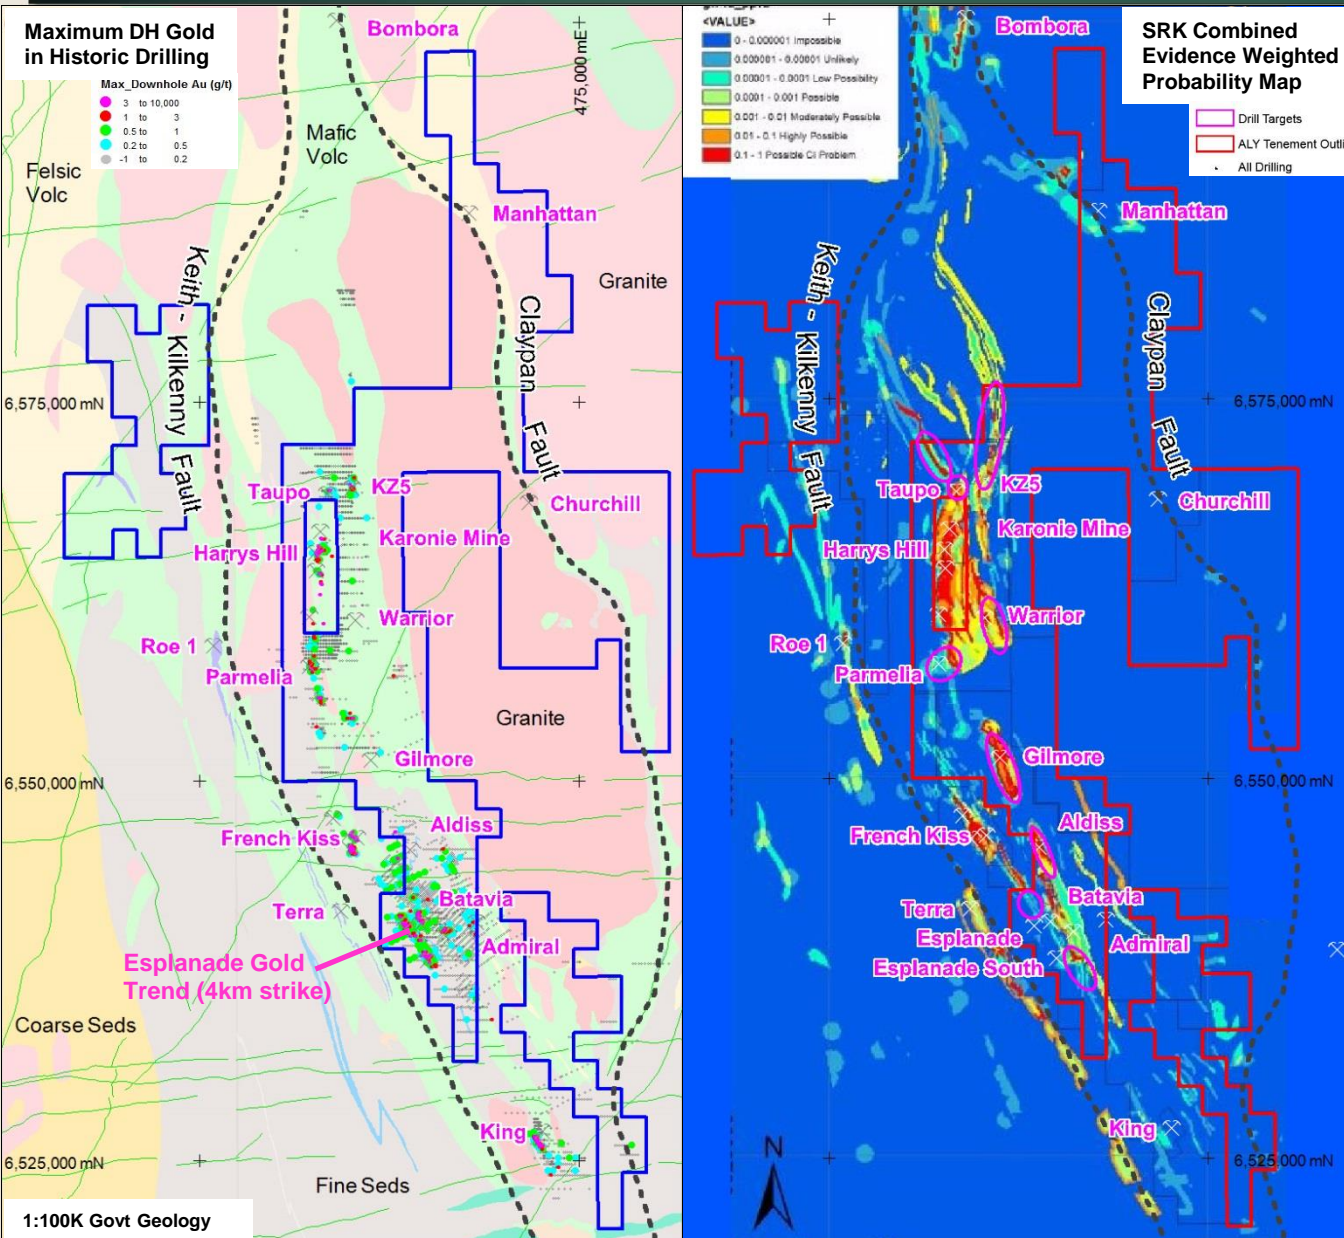 Maximum DH Gold
in Historic Drilling
Max_Downhole Au (g/t)
3 to 10,000
1 to 3
0.5 to 1
0.2 to 0.5
-1 to 0.2
Bombora
475,000 mE
Mafic
Volc
Felsic
Volc
Manhattan
Granite
Keith - Kilkenny Fault
Claypan Fault
6,575,000 mN
Taupo
KZ5
Churchill
Karonie Mine
Harrys Hill
Warrior
Roe 1
Parmelia
Granite
Gilmore
6,550,000 mN
French Kiss
Aldiss
Batavia
Terra
Admiral
Esplanade Gold
Trend (4km strike)
Coarse Seds
King
6,525,000 mN
Fine Seds
1:100K Govt Geology
<VALUE>
0 - 0.000001 Impossible
0.000001 - 0.00001 Unlikely
0.00001 - 0.0001 Low Possibility
0.0001 - 0.001 Possible
0.001 - 0.01 Moderately Possible
0.01 - 0.1 Highly Possible
0.1 - 1 Possible CI Problem
Bombora
SRK Combined
Evidence Weighted
Probability Map
Drill Targets
ALY Tenement Outli
All Drilling
Manhattan
Keith - Kilkenny Fault
Claypan Fault
6,575,000 mN
Taupo
KZ5
Churchill
Karonie Mine
Harrys Hill
Warrior
Roe 1
Parmelia
Gilmore
6,550,000 mN
French Kiss
Aldiss
Batavia
Terra
Esplanade
Admiral
Esplanade South
King
N
6,525,000 mN